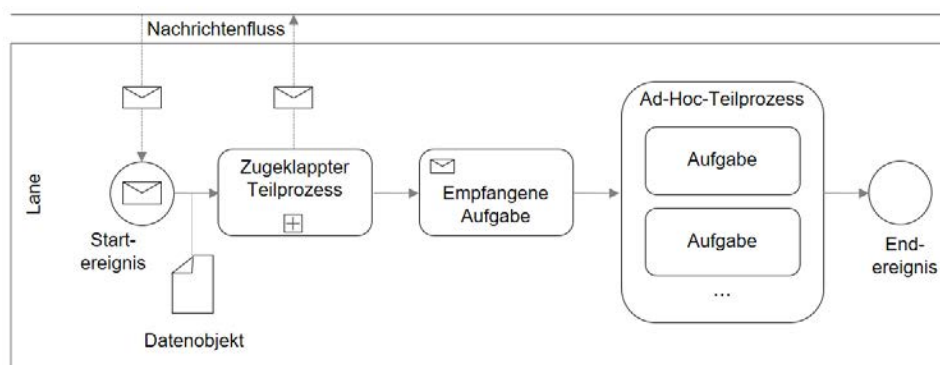 Nachrichtenfluss
Lane
Start-
ereignis
Datenobjekt
Zugeklappter
Teilprozess
Empfangene
Aufgabe
Ad-Hoc-Teilprozess
Aufgabe
Aufgabe
...
End-
ereignis